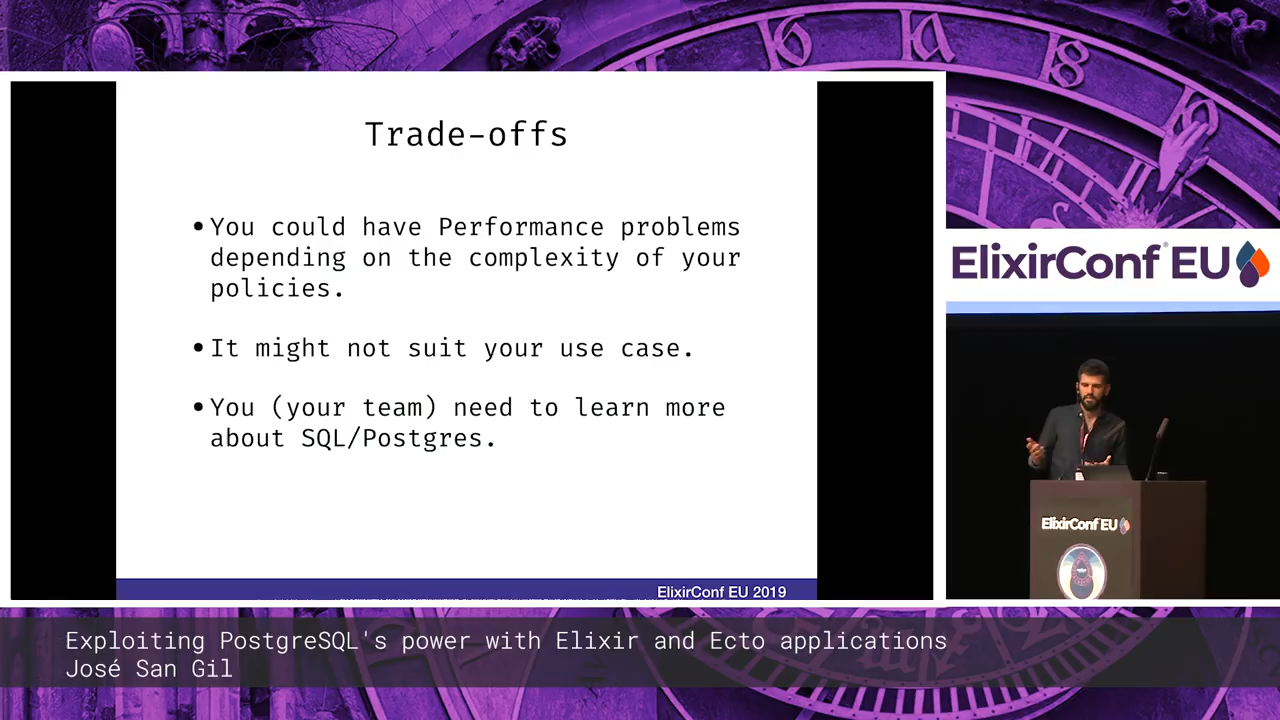 Trade-offs
•You could have Performance problems
depending on the complexity of your
policies.
•It might not suit your use case.
•You (your team) need to learn more
about SQL/Postgres.
ElixirConf EU 2019
ElixirConf® EU
ElixirConf EU
Exploiting PostgreSQL's power with Elixir and Ecto applications
José San Gil